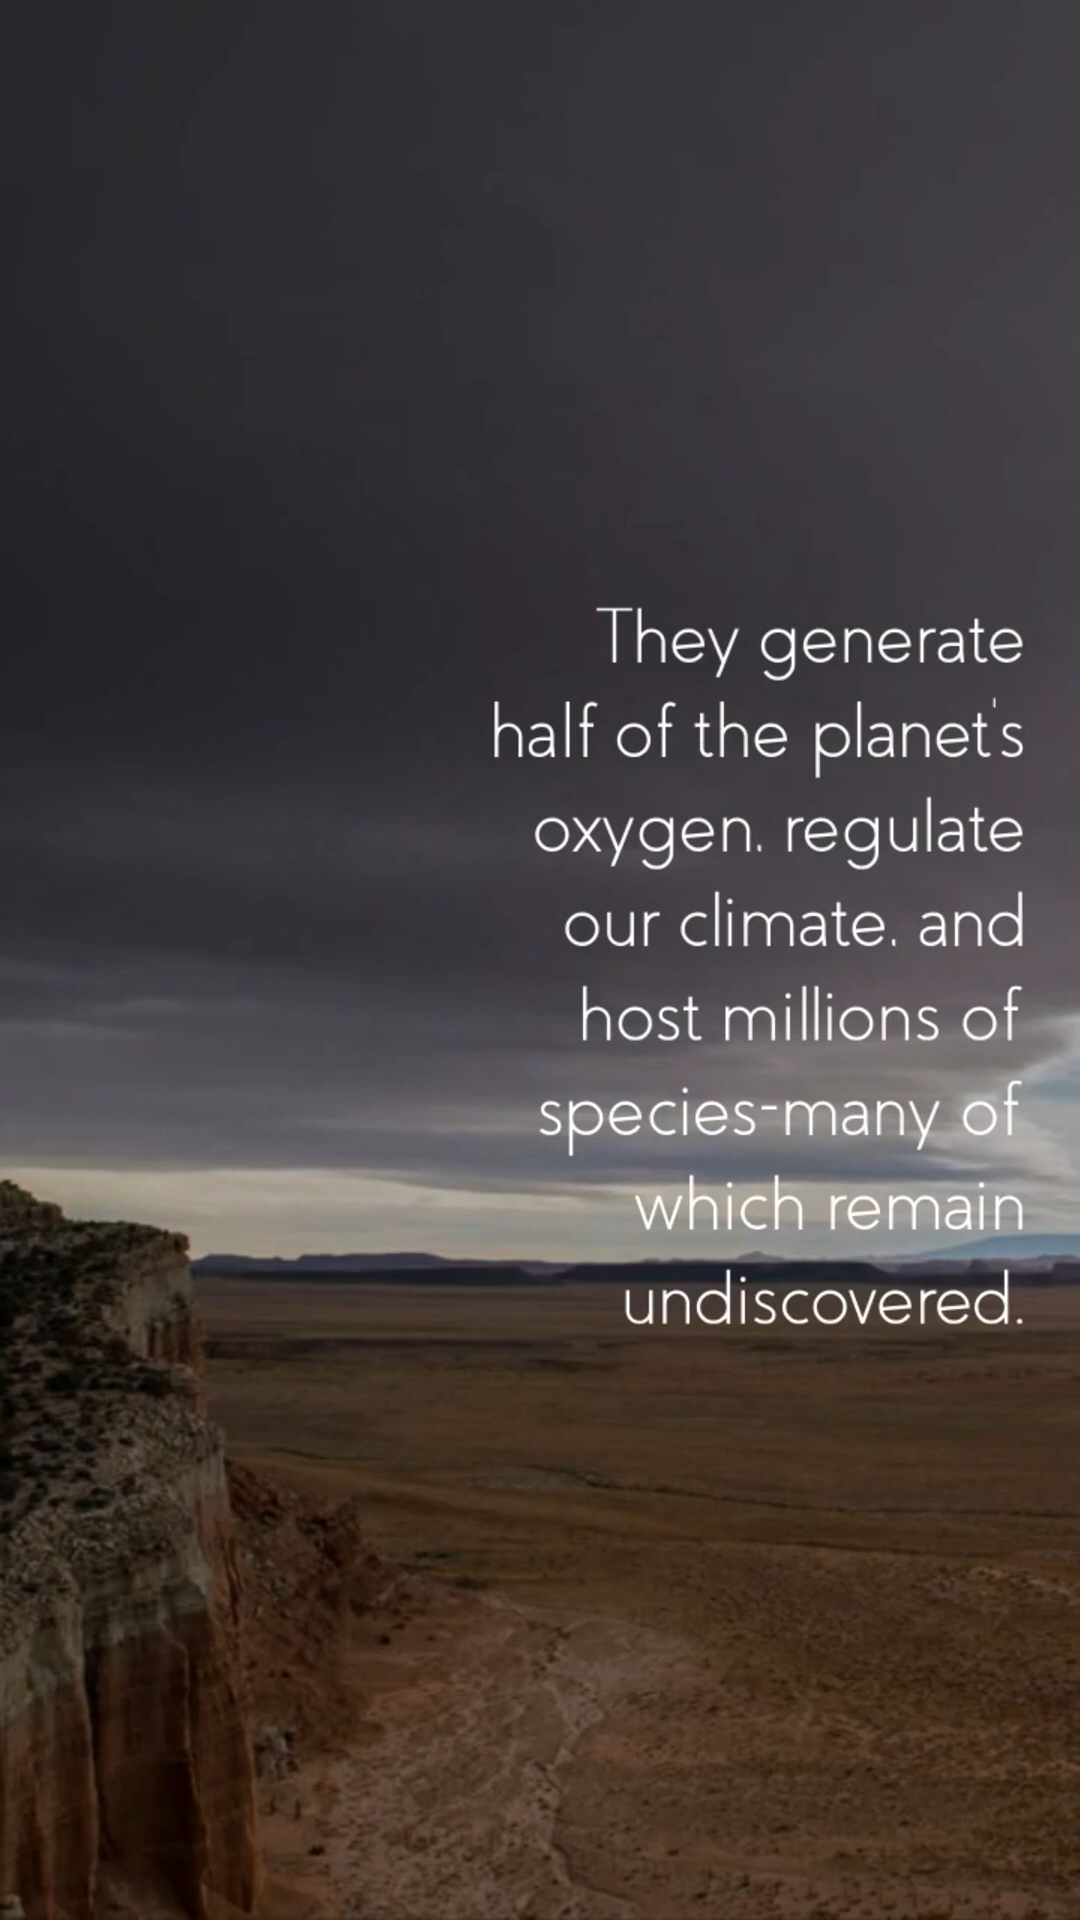 They generate
half of the planet's
oxygen, regulate
our climate, and
host millions of
species-many of
which remain
undiscovered.